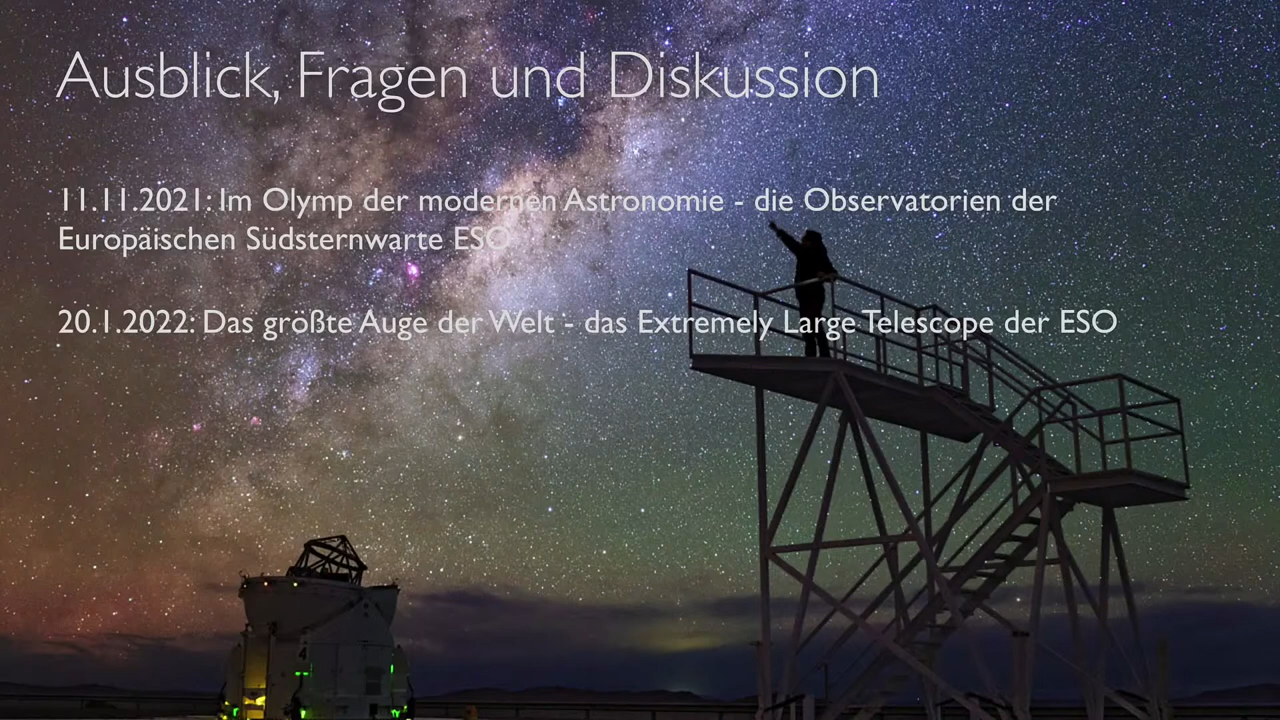 Ausblick, Fragen und Diskussion
11.11.2021: Im Olymp der modernen Astronomie - die Observatorien der
Europäischen Südsternwarte ESO
20.1.2022: Das größte Auge der Welt - das Extremely Large Telescope der ESO
4